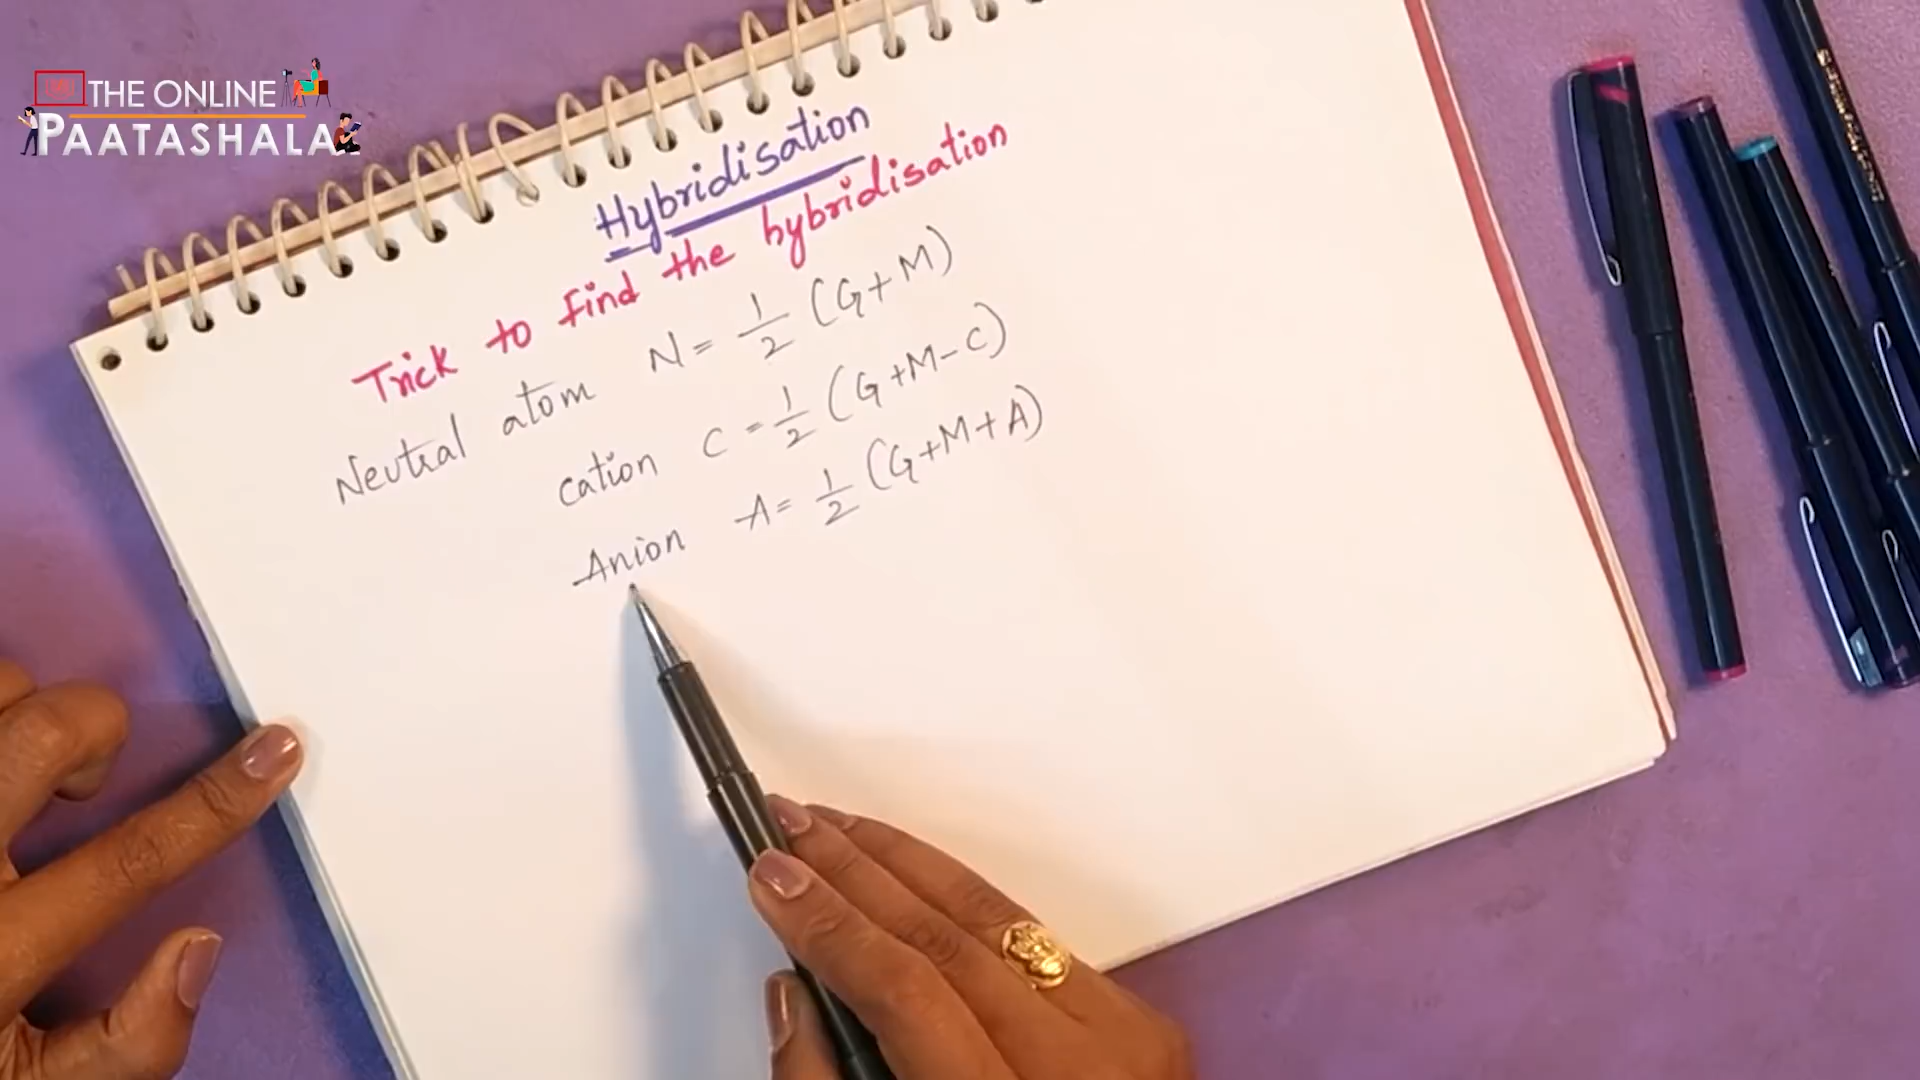 THE ONLINE
PAATASHALA
Hybridisation
Trick to find the hybridisation
Neutral atom N = 1/2 (G + M)
cation C = 1/2 (G + M - C)
Anion A = 1/2 (G + M + A)